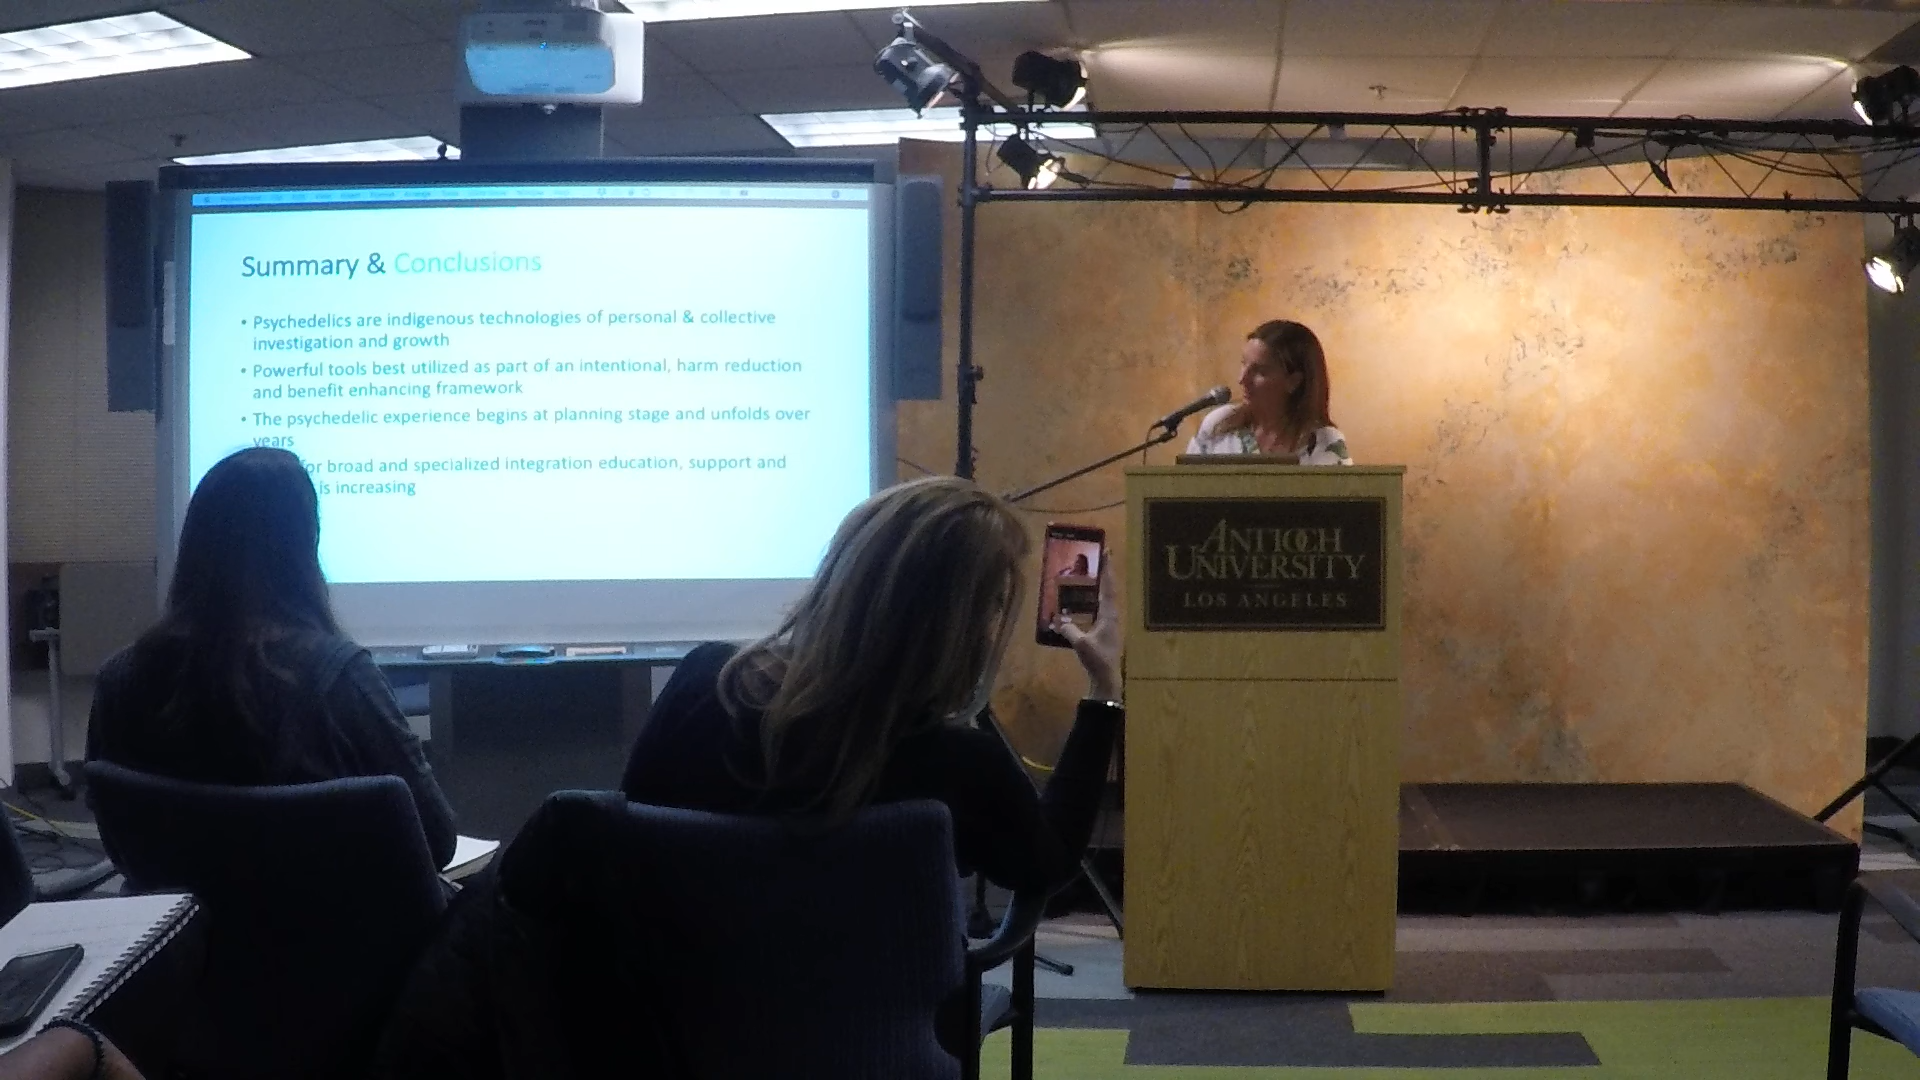 Summary & Conclusions
• Psychedelics are indigenous technologies of personal & collective
investigation and growth
• Powerful tools best utilized as part of an intentional, harm reduction
and benefit enhancing framework
• The psychedelic experience begins at planning stage and unfolds over
years
for broad and specialized integration education, support and
is increasing
ANTIOCH
UNIVERSITY
LOS ANGELES